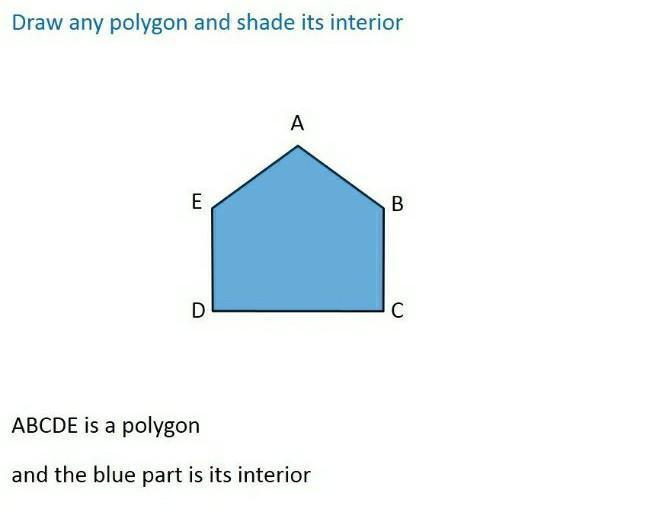 Draw any polygon and shade its interior
A
E
B
D
C
ABCDE is a polygon
and the blue part is its interior